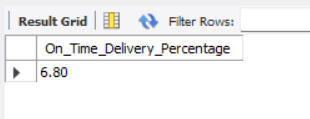 Result Grid Filter Rows:
On_Time_Delivery_Percentage
6.80